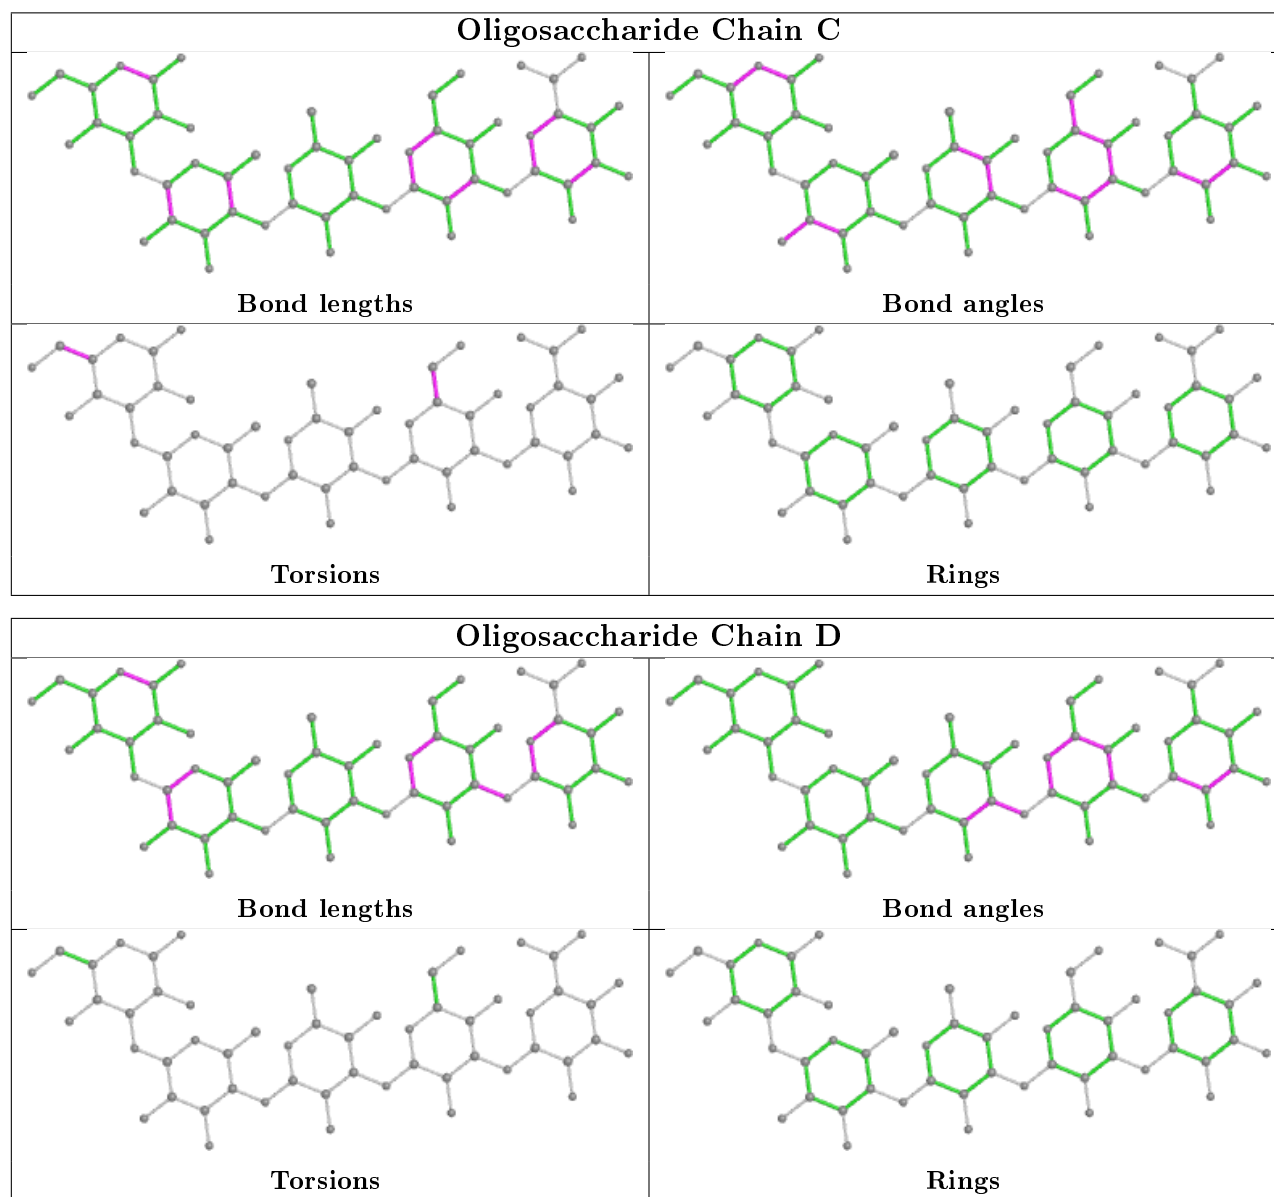 Oligosaccharide Chain C
Bond lengths
Bond angles
Torsions
Rings
Oligosaccharide Chain D
Bond lengths
Bond angles
Torsions
Rings